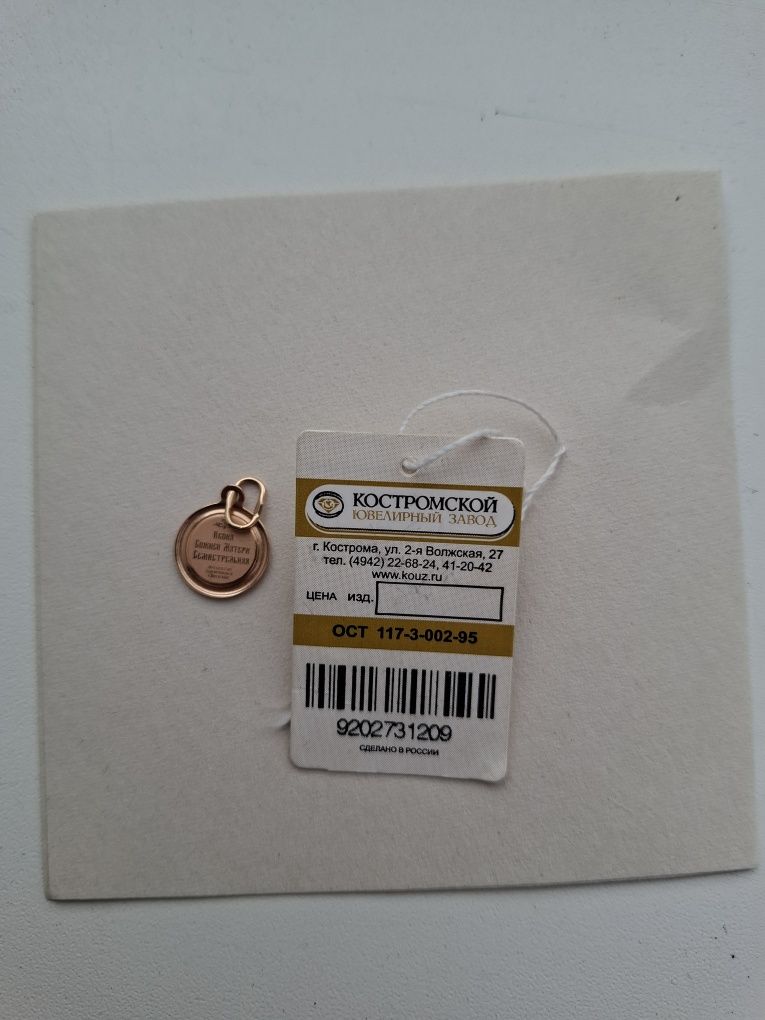 Икона
Божией Матери
Семистрельная
КОСТРОМСКОЙ
ЮВЕЛИРНЫЙ ЗАВОД
г. Кострома, ул. 2-я Волжская, 27
тел. (4942) 22-68-24, 41-20-42
www.kouz.ru
ЦЕНА ИЗД.
ОСТ 117-3-002-95
9202731209
СДЕЛАНО В РОССИИ